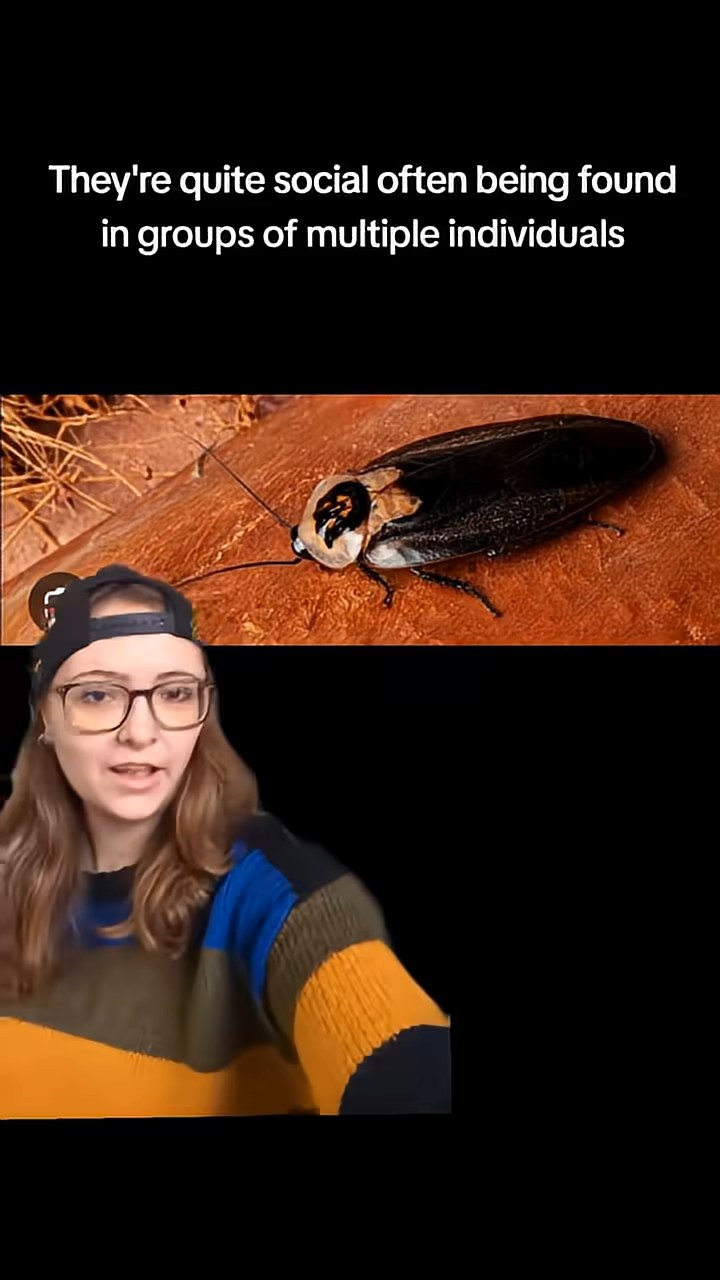 They're quite social often being found
in groups of multiple individuals